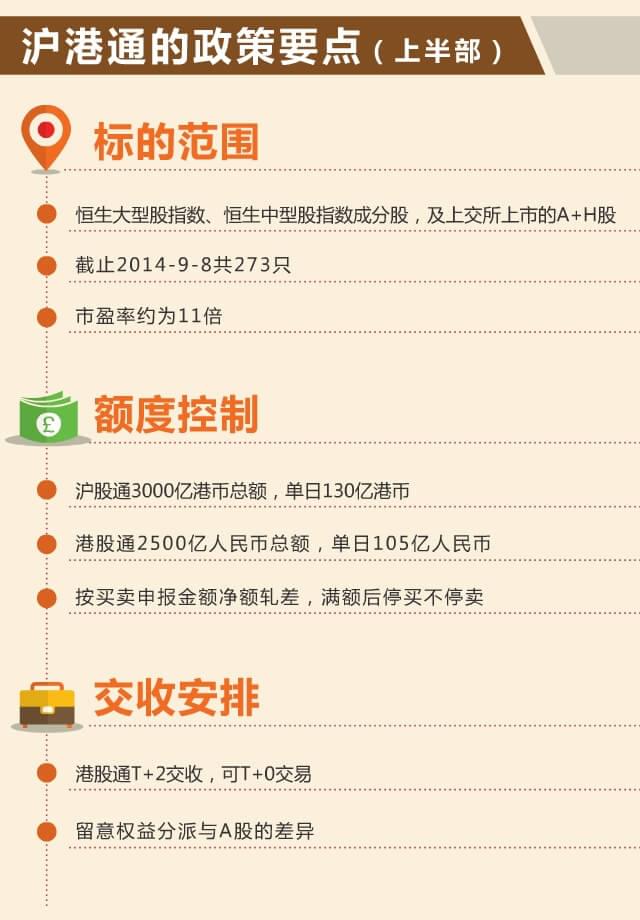 沪港通的政策要点（上半部）
标的范围
恒生大型股指数、恒生中型股指数成分股，及上交所上市的A+H股
截止2014-9-8共273只
市盈率约为11倍
£
额度控制
沪股通3000亿港币总额，单日130亿港币
港股通2500亿人民币总额，单日105亿人民币
按买卖申报金额净额轧差，满额后停买不停卖
交收安排
港股通T+2交收，可T+0交易
留意权益分派与A股的差异